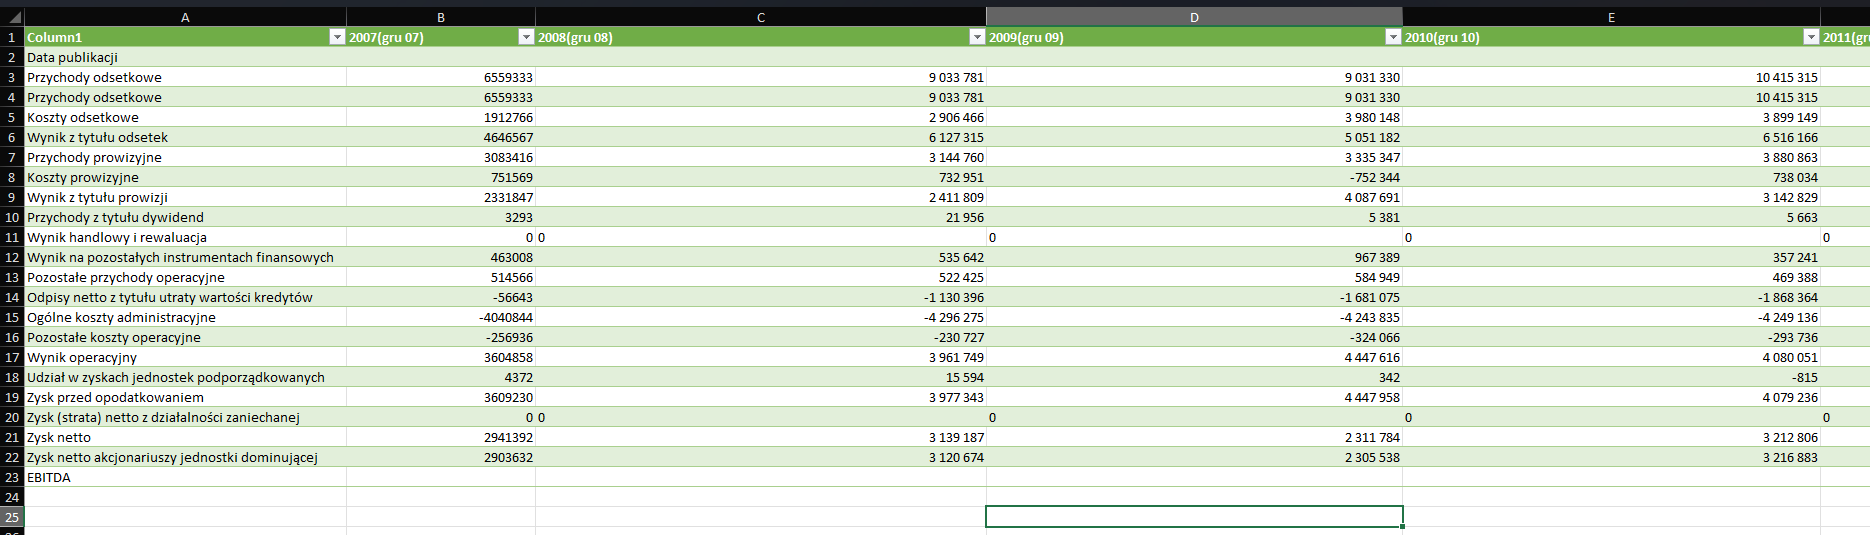 A B C D E
1 Column1 2007(gru 07) 2008(gru 08) 2009(gru 09) 2010(gru 10) 2011(gr
2 Data publikacji
3 Przychody odsetkowe 6559333 9 033 781 9 031 330 10 415 315
4 Przychody odsetkowe 6559333 9 033 781 9 031 330 10 415 315
5 Koszty odsetkowe 1912766 2 906 466 3 980 148 3 899 149
6 Wynik z tytułu odsetek 4646567 6 127 315 5 051 182 6 516 166
7 Przychody prowizyjne 3083416 3 144 760 3 335 347 3 880 863
8 Koszty prowizyjne 751569 732 951 -752 344 738 034
9 Wynik z tytułu prowizji 2331847 2 411 809 4 087 691 3 142 829
10 Przychody z tytułu dywidend 3293 21 956 5 381 5 663
11 Wynik handlowy i rewaluacja 0 0 0 0 0
12 Wynik na pozostałych instrumentach finansowych 463008 535 642 967 389 357 241
13 Pozostałe przychody operacyjne 514566 522 425 584 949 469 388
14 Odpisy netto z tytułu utraty wartości kredytów -56643 -1 130 396 -1 681 075 -1 868 364
15 Ogólne koszty administracyjne -4040844 -4 296 275 -4 243 835 -4 249 136
16 Pozostałe koszty operacyjne -256936 -230 727 -324 066 -293 736
17 Wynik operacyjny 3604858 3 961 749 4 447 616 4 080 051
18 Udział w zyskach jednostek podporządkowanych 4372 15 594 342 -815
19 Zysk przed opodatkowaniem 3609230 3 977 343 4 447 958 4 079 236
20 Zysk (strata) netto z działalności zaniechanej 0 0 0 0 0
21 Zysk netto 2941392 3 139 187 2 311 784 3 212 806
22 Zysk netto akcjonariuszy jednostki dominującej 2903632 3 120 674 2 305 538 3 216 883
23 EBITDA
24
25